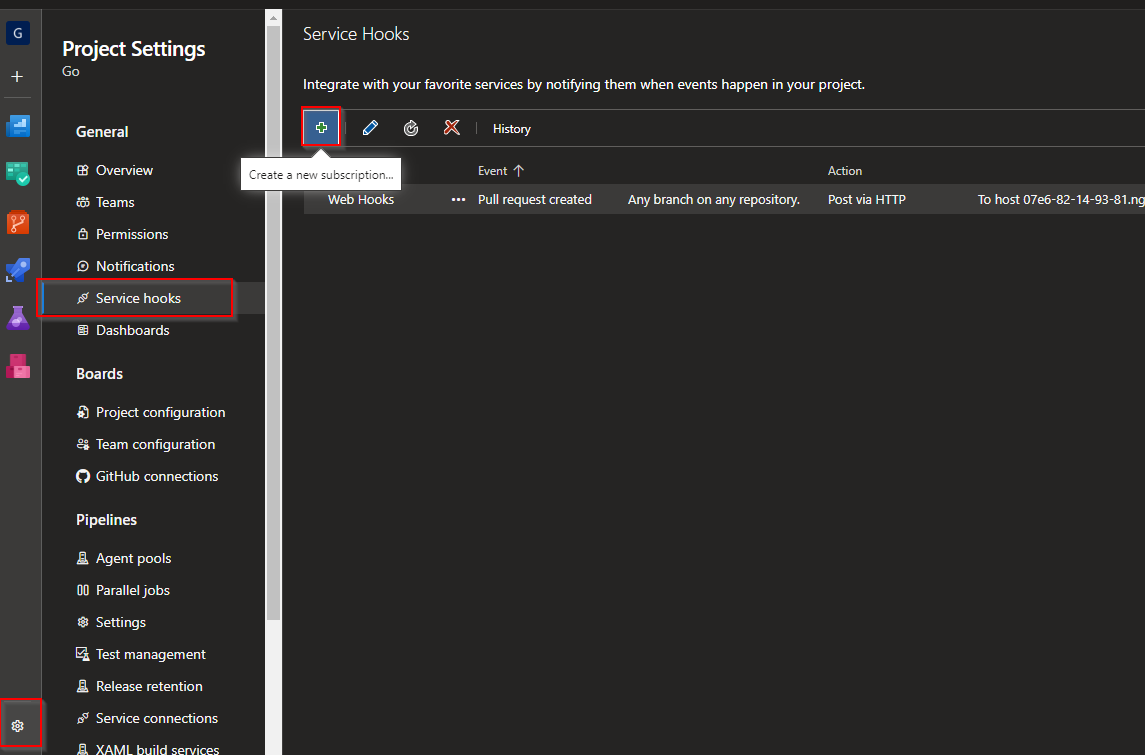 G
Project Settings
Go
General
Overview
Teams
Permissions
Notifications
Service hooks
Dashboards
Boards
Project configuration
Team configuration
GitHub connections
Pipelines
Agent pools
Parallel jobs
Settings
Test management
Release retention
Service connections
XAML build services
Service Hooks
Integrate with your favorite services by notifying them when events happen in your project.
History
Create a new subscription...
Event Action
Web Hooks ... Pull request created Any branch on any repository. Post via HTTP To host 07e6-82-14-93-81.ng